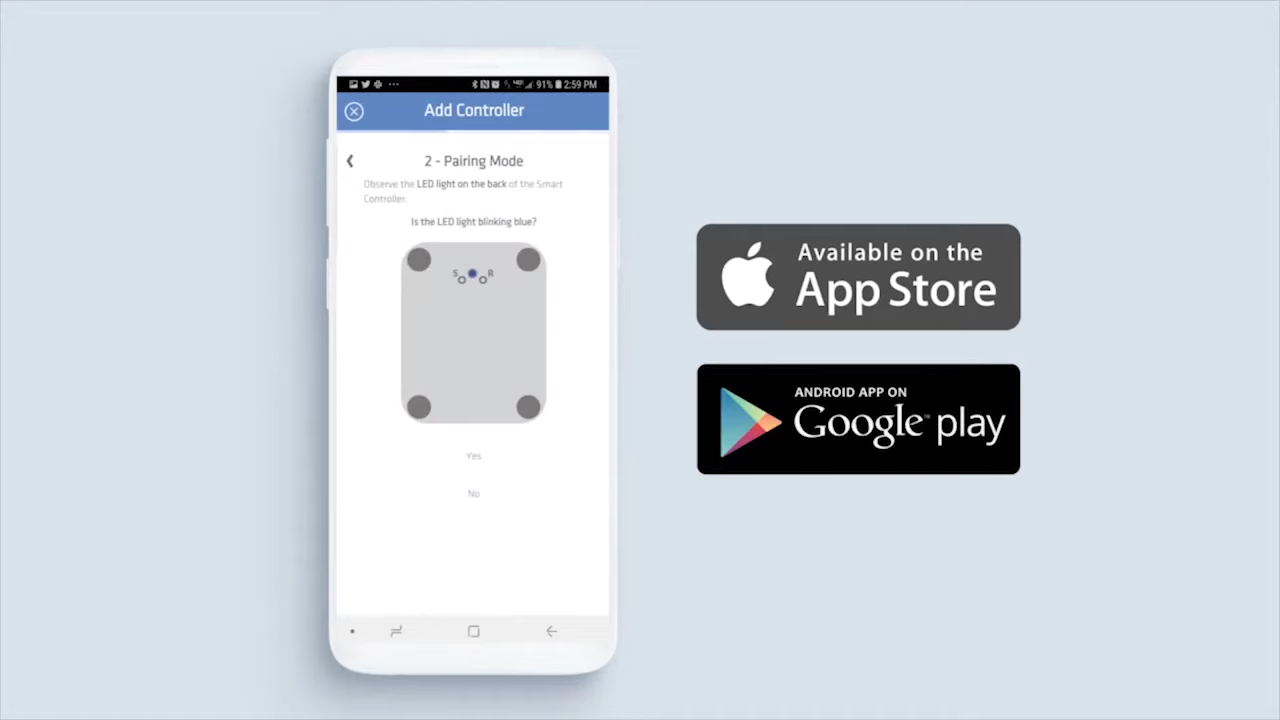 91% 2:59 PM
Add Controller
2 - Pairing Mode
Observe the LED light on the back of the Smart
Controller.
Is the LED light blinking blue?
S R
Yes
No
Available on the
App Store
ANDROID APP ON
Google™ play